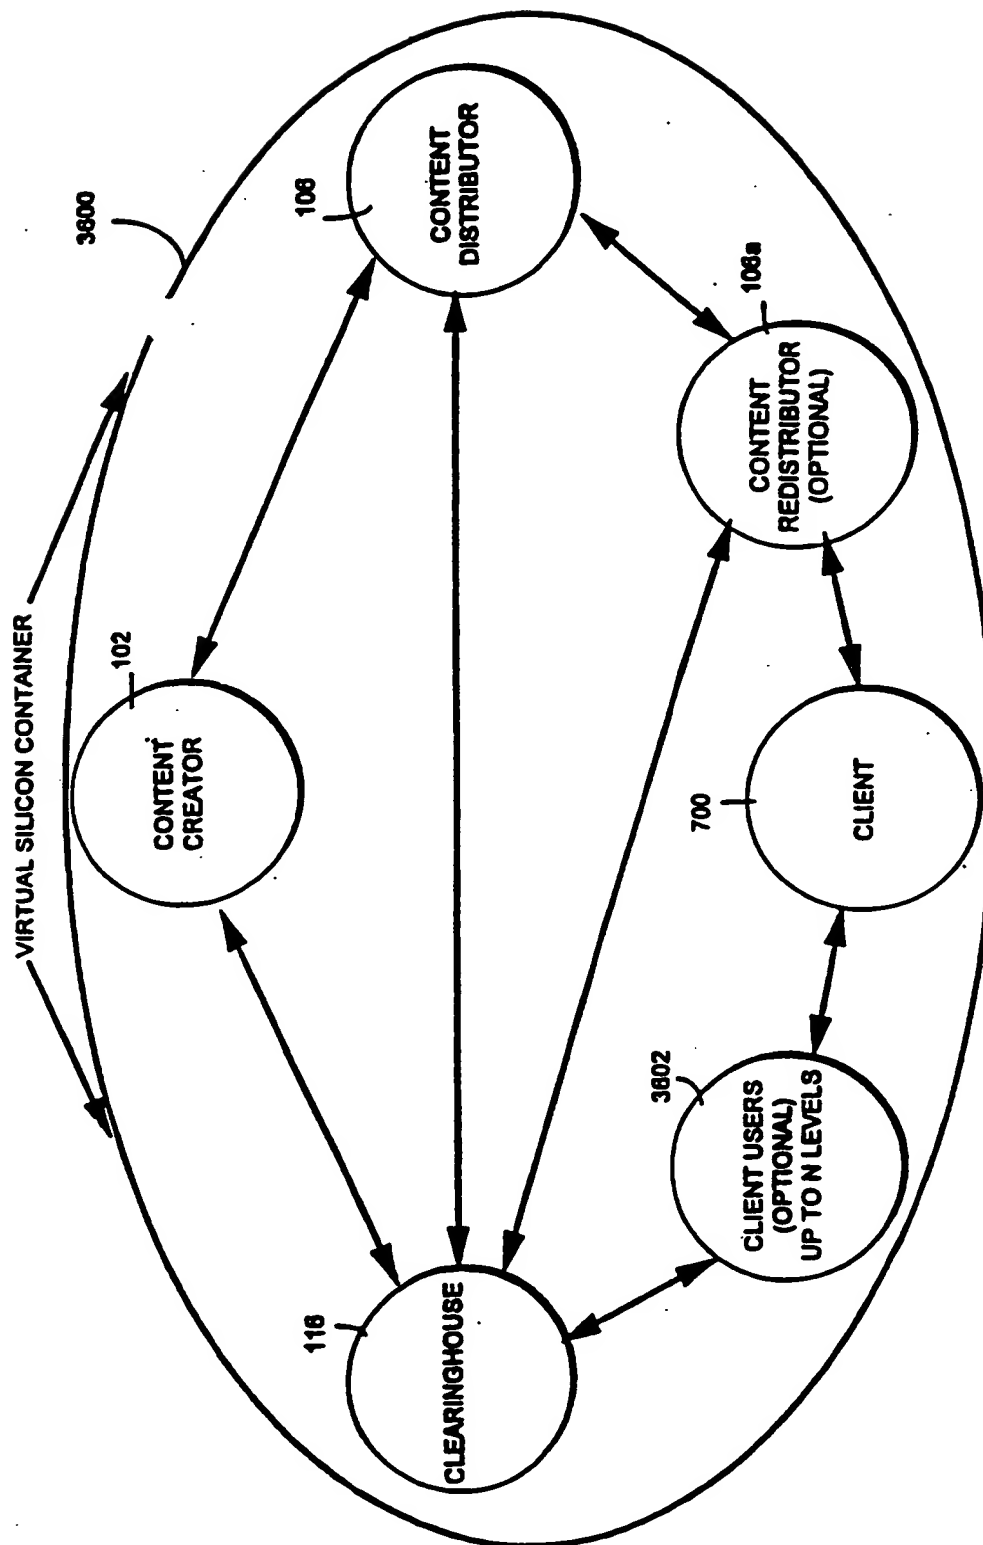 VIRTUAL SILICON CONTAINER
3600
102
CONTENT
CREATOR
106
CONTENT
DISTRIBUTOR
106a
CONTENT
REDISTRIBUTOR
(OPTIONAL)
700
CLIENT
3602
CLIENT USERS
(OPTIONAL)
UP TO N LEVELS
116
CLEARINGHOUSE